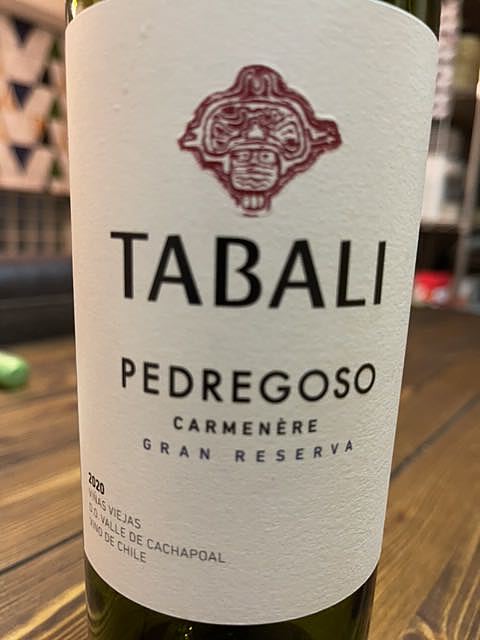 TABALI
PEDREGOSO
CARMENÈRE
GRAN RESERVA
2020
VIÑAS VIEJAS
D.O. VALLE DE CACHAPOAL
VINO DE CHILE